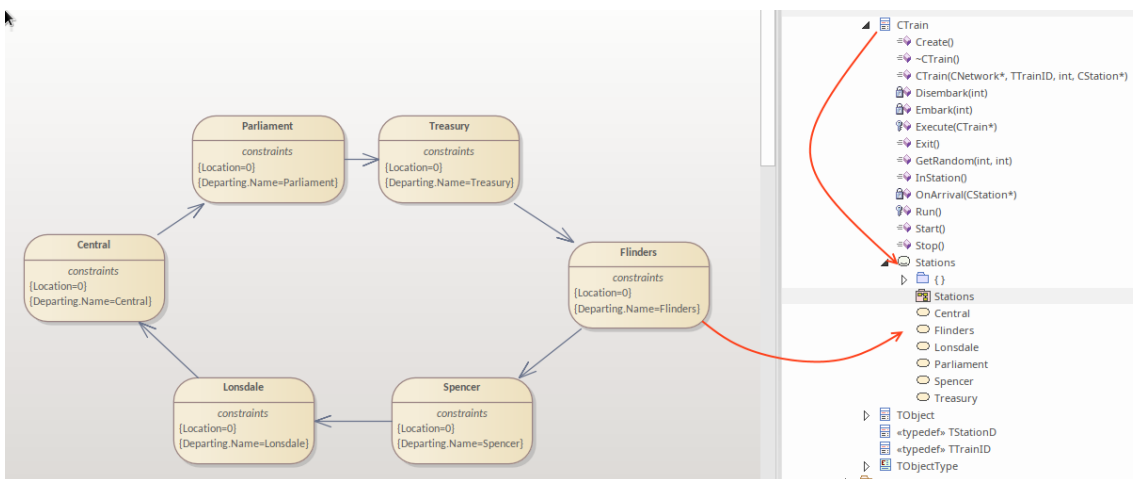 Parliament
constraints
{Location=0}
{Departing.Name=Parliament}
Treasury
constraints
{Location=0}
{Departing.Name=Treasury}
Central
constraints
{Location=0}
{Departing.Name=Central}
Flinders
constraints
{Location=0}
{Departing.Name=Flinders}
Lonsdale
constraints
{Location=0}
{Departing.Name=Lonsdale}
Spencer
constraints
{Location=0}
{Departing.Name=Spencer}
CTrain
Create()
~CTrain()
CTrain(CNetwork*, TTrainID, int, CStation*)
Disembark(int)
Embark(int)
Execute(CTrain*)
Exit()
GetRandom(int, int)
InStation()
OnArrival(CStation*)
Run()
Start()
Stop()
Stations
{ }
Stations
Central
Flinders
Lonsdale
Parliament
Spencer
Treasury
TObject
«typedef» TStationD
«typedef» TTrainID
TObjectType